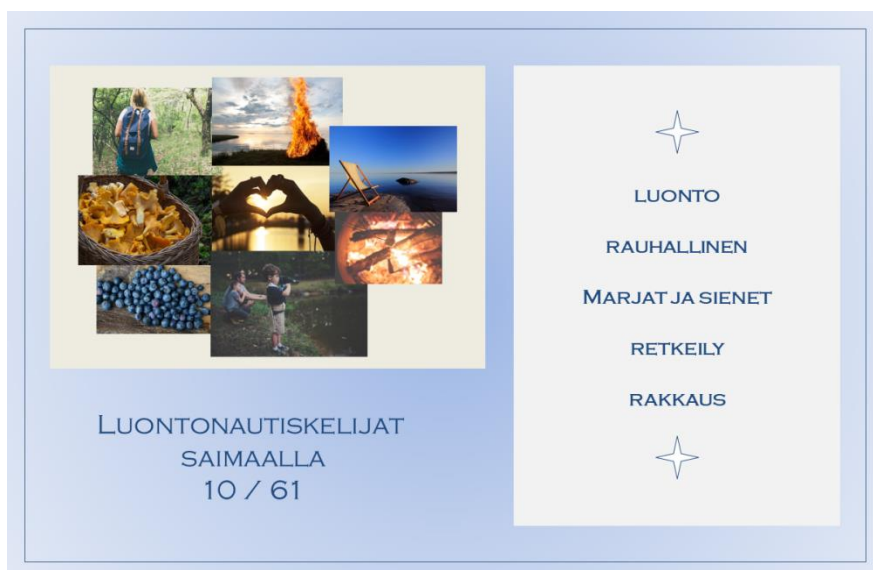 Luontonautiskelijat
saimaalla
10 / 61
luonto
rauhallinen
Marjat ja sienet
retkeily
rakkaus